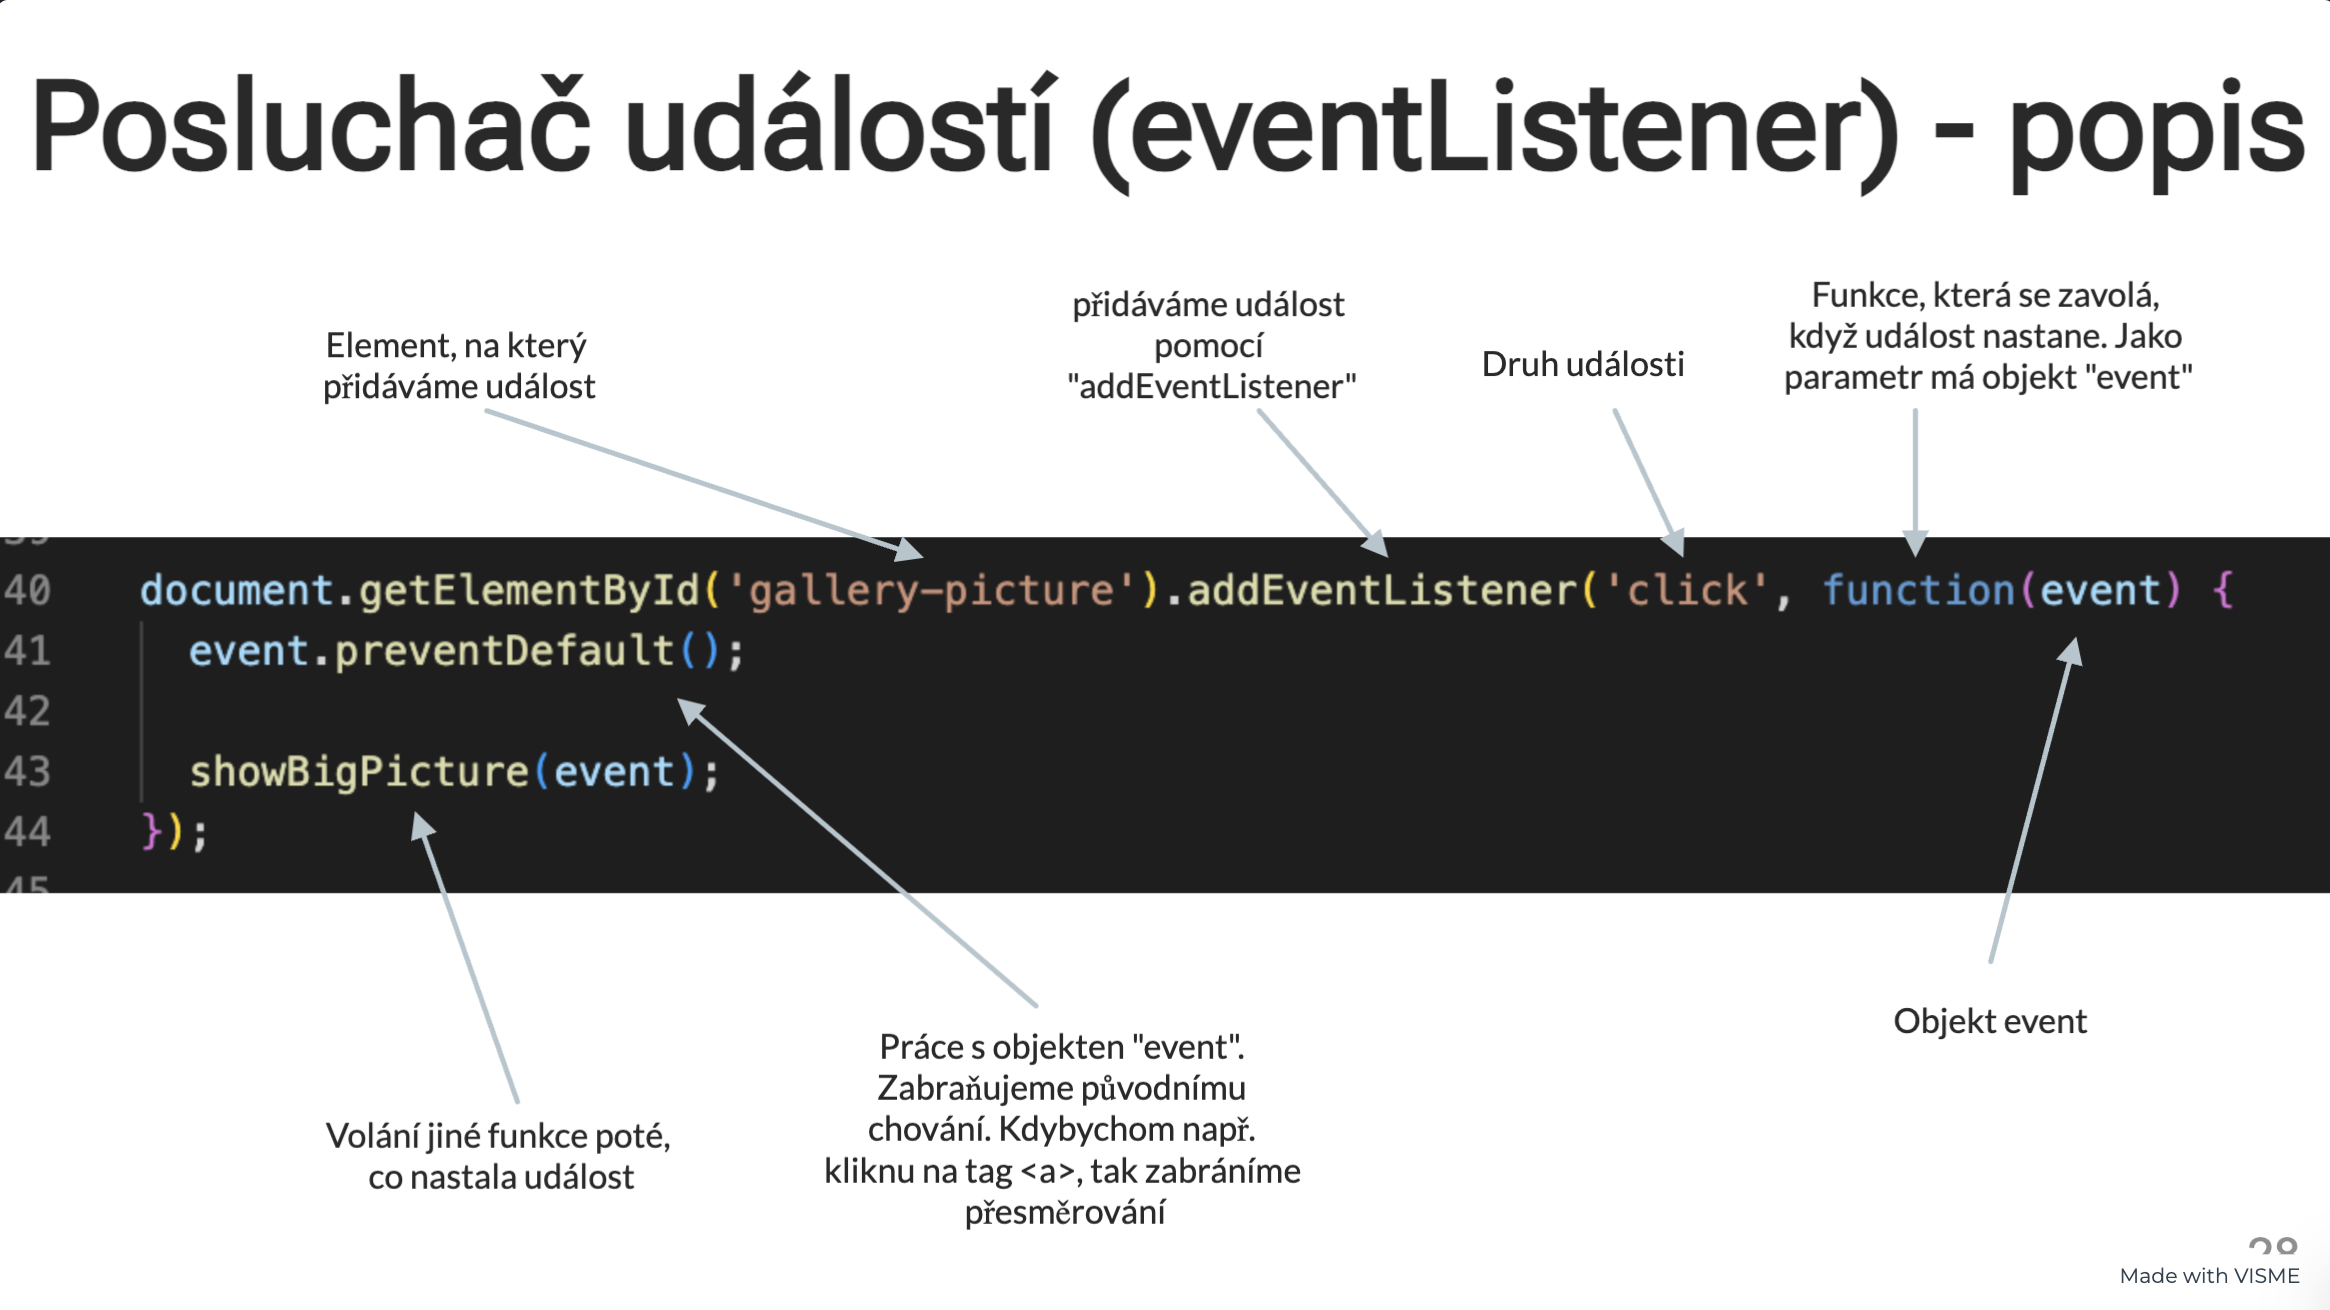 Posluchač událostí (eventListener) - popis
Element, na který
přidáváme událost
přidáváme událost
pomocí
"addEventListener"
Druh události
Funkce, která se zavolá,
když událost nastane. Jako
parametr má objekt "event"
39
40 document.getElementById('gallery-picture').addEventListener('click', function(event) {
41 event.preventDefault();
42
43 showBigPicture(event);
44 });
45
Volání jiné funkce poté,
co nastala událost
Práce s objekten "event".
Zabraňujeme původnímu
chování. Kdybychom např.
kliknu na tag <a>, tak zabráníme
přesměrování
Objekt event
28
Made with VISME